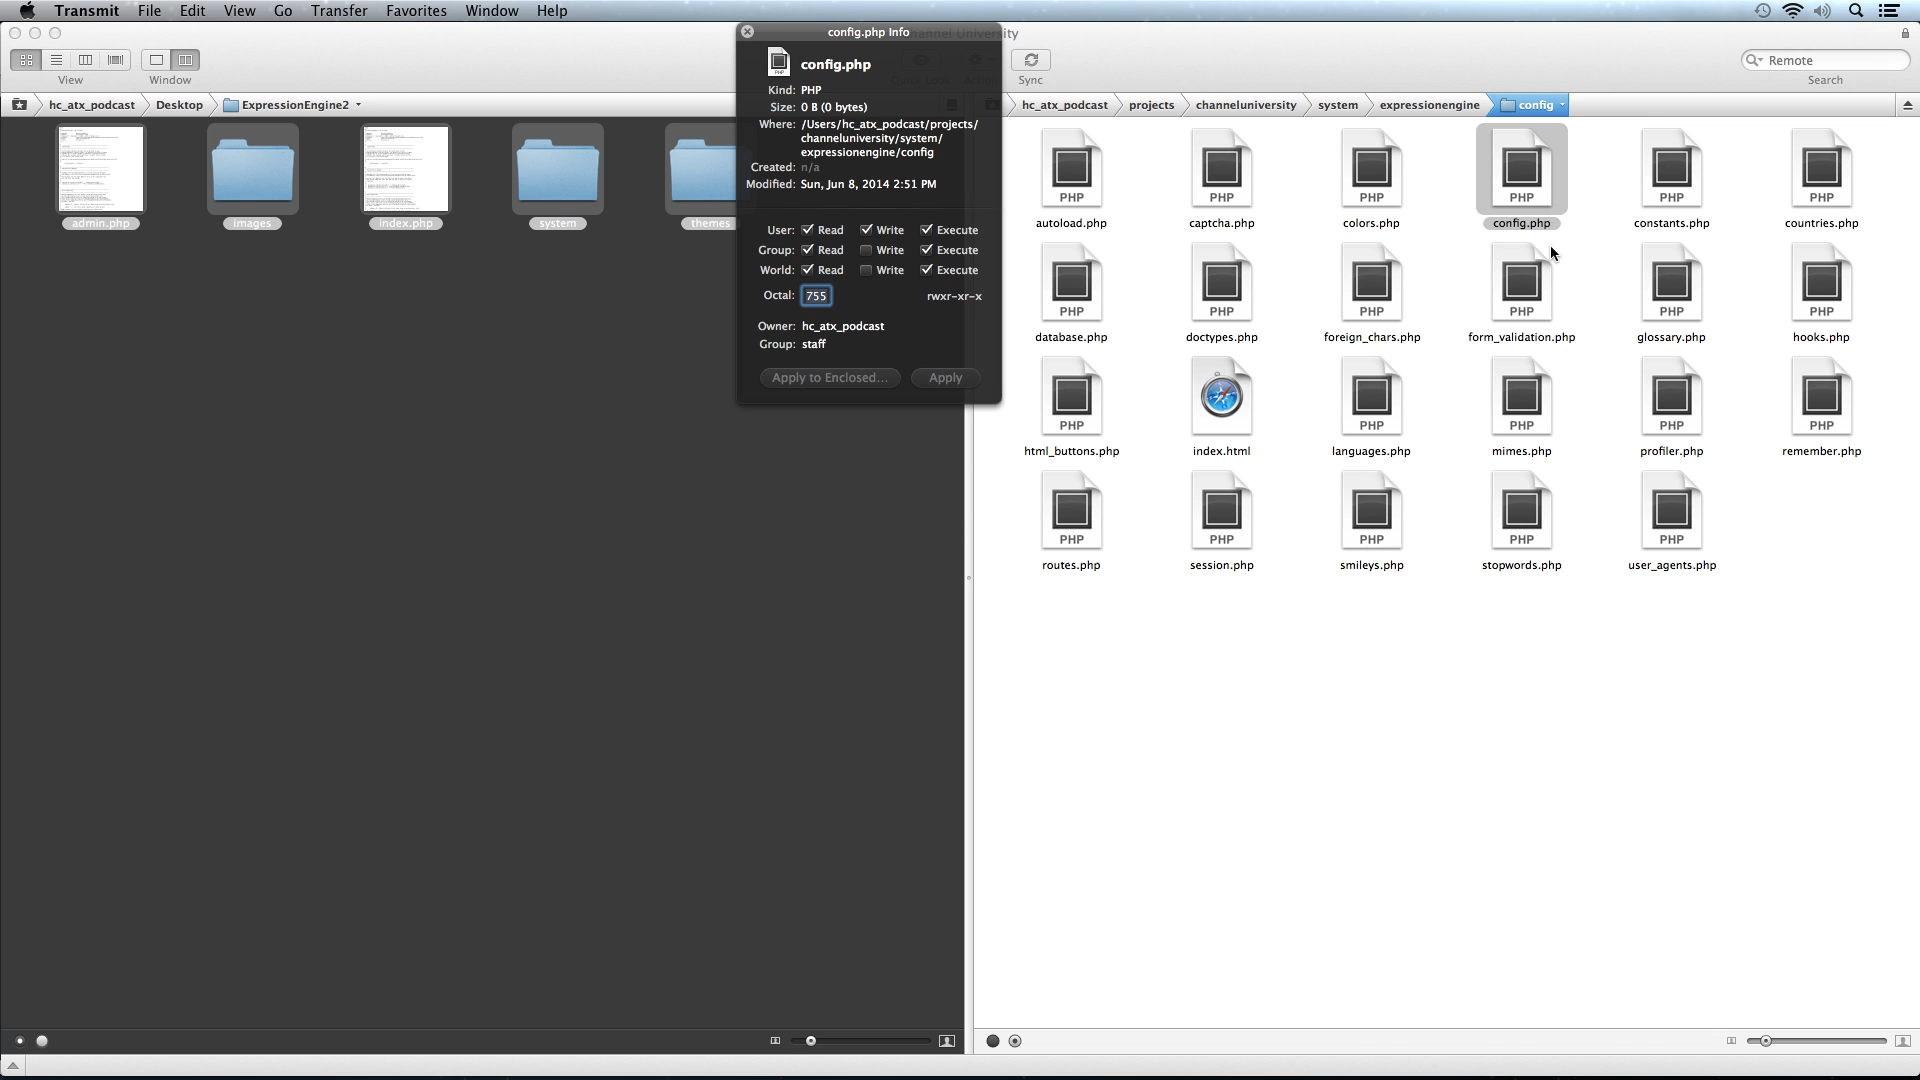 Transmit File Edit View Go Transfer Favorites Window Help
config.php Info
Channel University
View
Window
Sync
Remote
Search
hc_atx_podcast Desktop ExpressionEngine2
hc_atx_podcast projects channeluniversity system expressionengine config
config.php
Kind: PHP
Size: 0 B (0 bytes)
Where: /Users/hc_atx_podcast/projects/
channeluniversity/system/
expressionengine/config
Created: n/a
Modified: Sun, Jun 8, 2014 2:51 PM
User: Read Write Execute
Group: Read Write Execute
World: Read Write Execute
Octal: 755 rwxr-xr-x
Owner: hc_atx_podcast
Group: staff
Apply to Enclosed... Apply
admin.php images index.php system themes
PHP PHP PHP PHP PHP PHP
autoload.php captcha.php colors.php config.php constants.php countries.php
PHP PHP PHP PHP PHP PHP
database.php doctypes.php foreign_chars.php form_validation.php glossary.php hooks.php
PHP PHP PHP PHP PHP
html_buttons.php index.html languages.php mimes.php profiler.php remember.php
PHP PHP PHP PHP PHP
routes.php session.php smileys.php stopwords.php user_agents.php